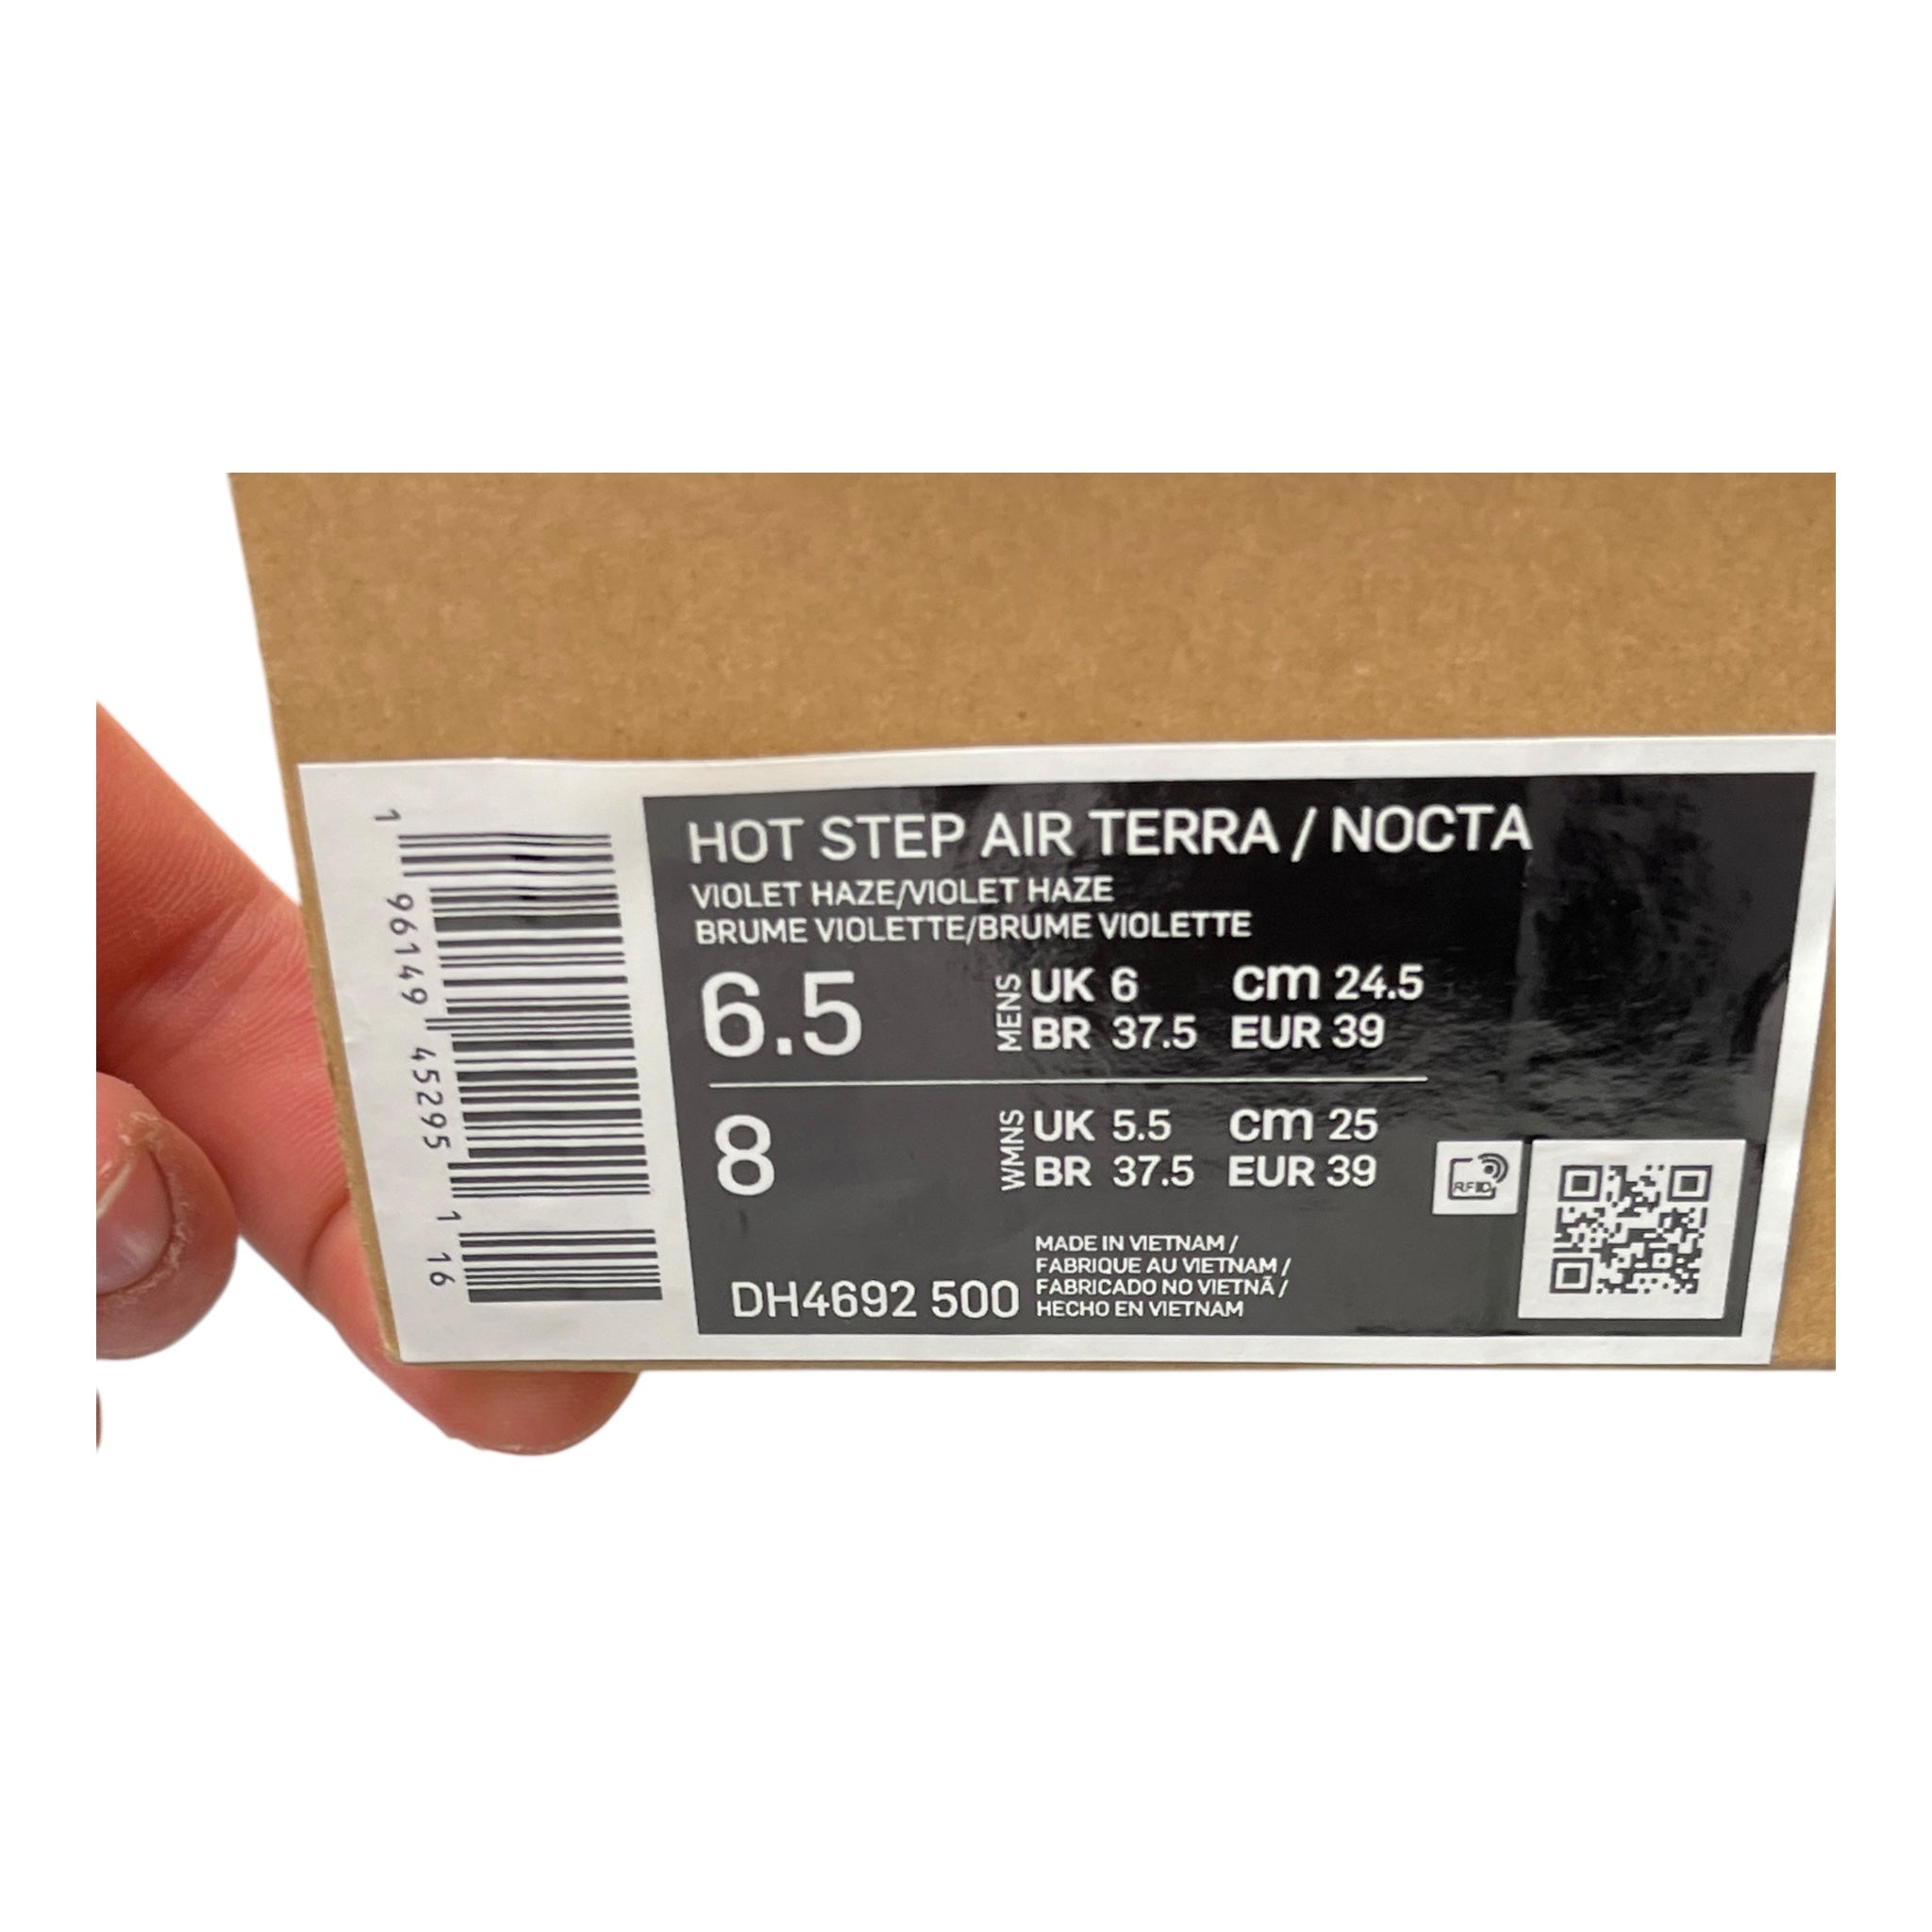 HOT STEP AIR TERRA / NOCTA
VIOLET HAZE/VIOLET HAZE
BRUME VIOLETTE/BRUME VIOLETTE
6.5
MENS
UK 6 cm 24.5
BR 37.5 EUR 39
8
WMNS
UK 5.5 cm 25
BR 37.5 EUR 39
DH4692 500
MADE IN VIETNAM /
FABRIQUE AU VIETNAM /
FABRICADO NO VIETNÃ /
HECHO EN VIETNAM
RFID
1 96149 45295 1 16